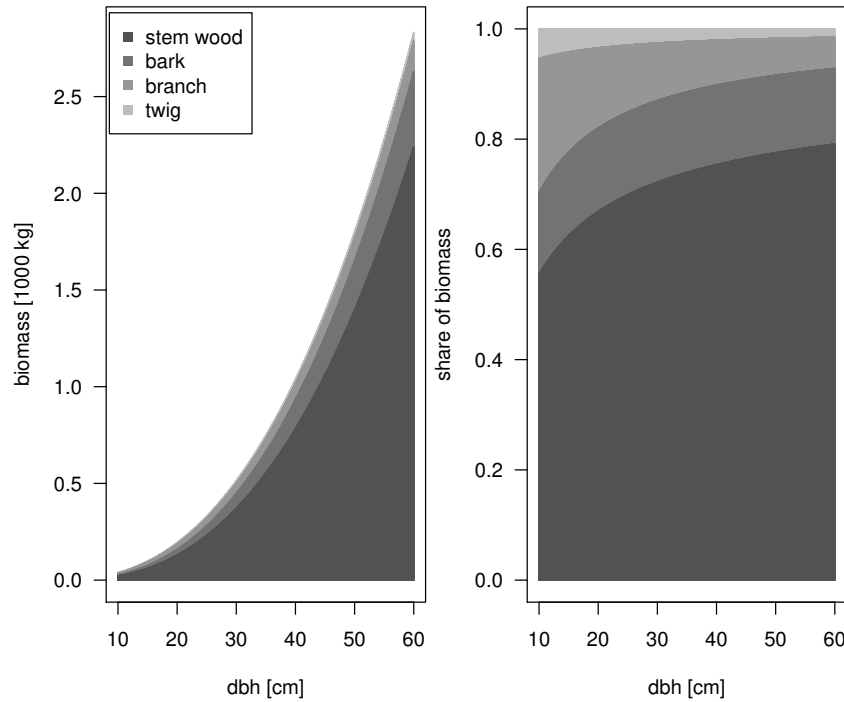 stem wood
bark
branch
twig
biomass [1000 kg]
2.5
2.0
1.5
1.0
0.5
0.0
10 20 30 40 50 60
dbh [cm]
share of biomass
1.0
0.8
0.6
0.4
0.2
0.0
10 20 30 40 50 60
dbh [cm]